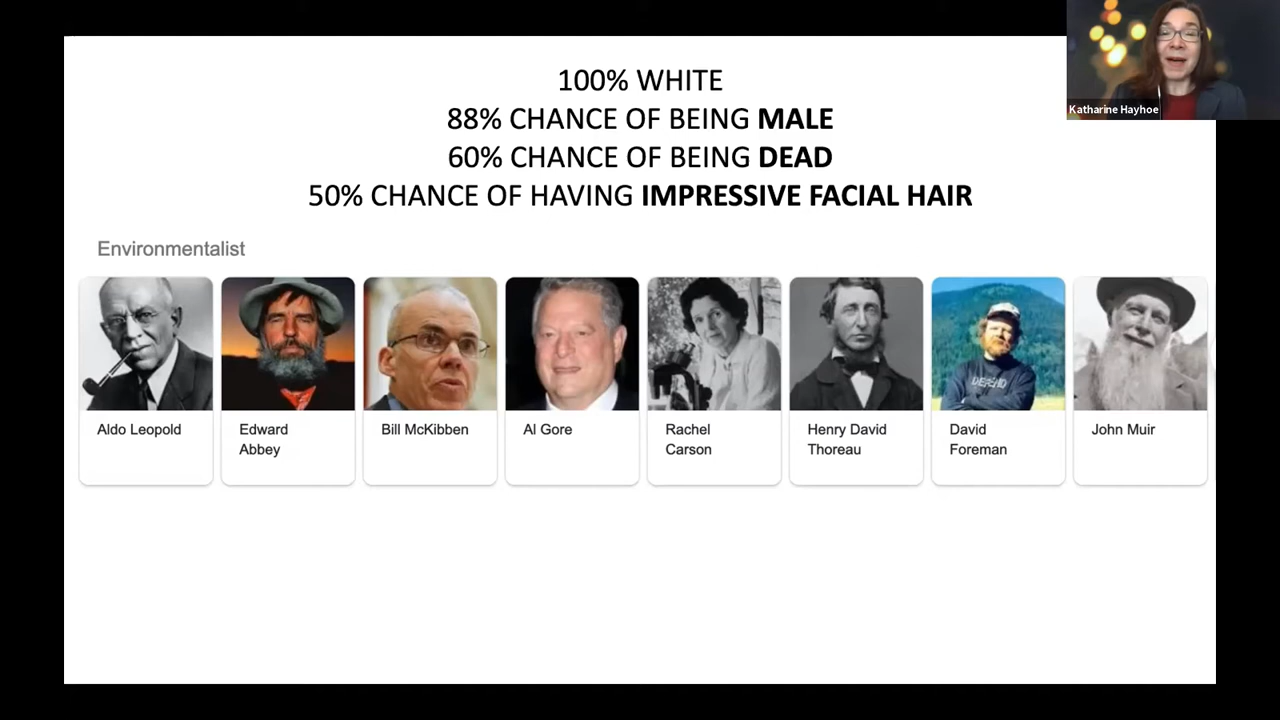 100% WHITE
88% CHANCE OF BEING MALE
60% CHANCE OF BEING DEAD
50% CHANCE OF HAVING IMPRESSIVE FACIAL HAIR
Katharine Hayhoe
Environmentalist
Aldo Leopold
Edward
Abbey
Bill McKibben
Al Gore
Rachel
Carson
Henry David
Thoreau
DEFEND
David
Foreman
John Muir